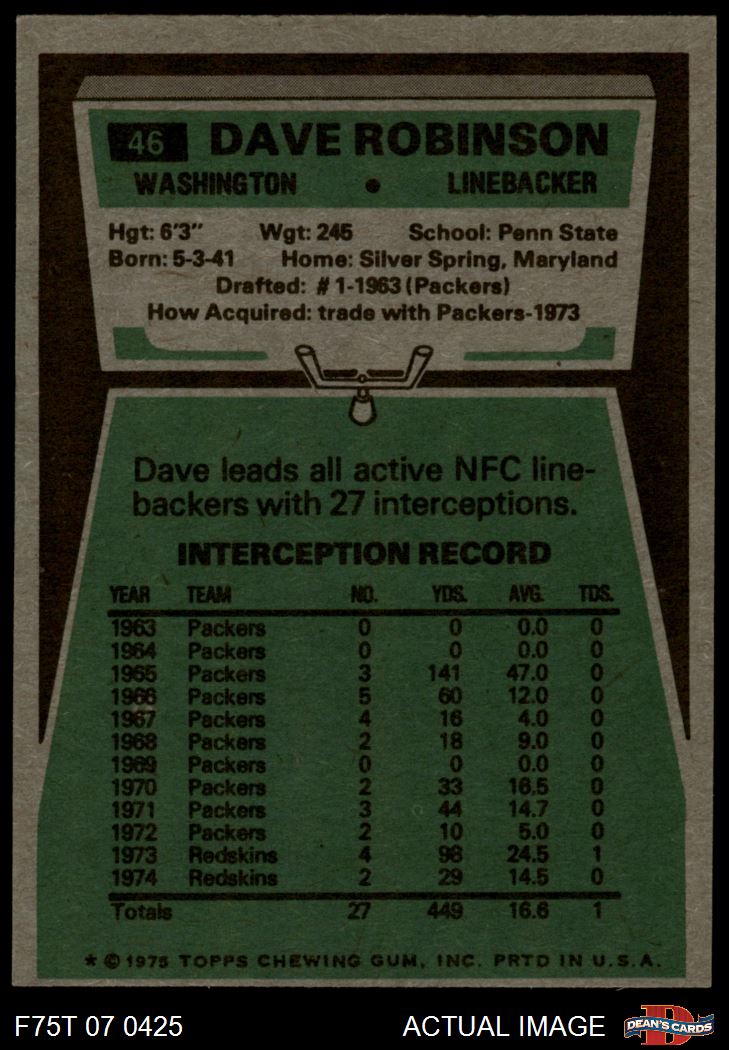 46 DAVE ROBINSON
WASHINGTON • LINEBACKER
Hgt: 6'3" Wgt: 245 School: Penn State
Born: 5-3-41 Home: Silver Spring, Maryland
Drafted: #1-1963 (Packers)
How Acquired: trade with Packers-1973
Dave leads all active NFC line-
backers with 27 interceptions.
INTERCEPTION RECORD
YEAR TEAM NO. YDS. AVG. TDS.
1963 Packers 0 0 0.0 0
1964 Packers 0 0 0.0 0
1965 Packers 3 141 47.0 0
1966 Packers 5 60 12.0 0
1967 Packers 4 16 4.0 0
1968 Packers 2 18 9.0 0
1969 Packers 0 0 0.0 0
1970 Packers 2 33 16.5 0
1971 Packers 3 44 14.7 0
1972 Packers 2 10 5.0 0
1973 Redskins 4 98 24.5 1
1974 Redskins 2 29 14.5 0
Totals 27 449 16.6 1
* © 1975 TOPPS CHEWING GUM, INC. PRTD IN U.S.A.
F75T 07 0425 ACTUAL IMAGE DEAN'S CARDS